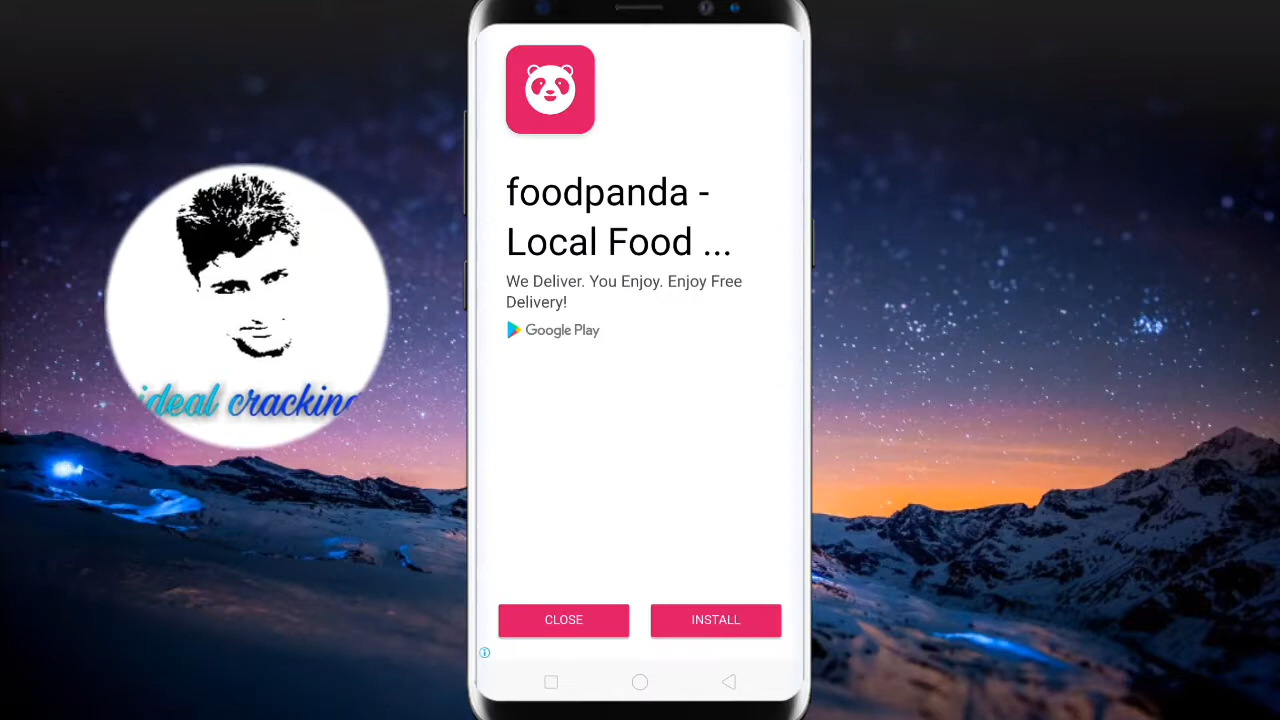 foodpanda -
Local Food ...
We Deliver. You Enjoy. Enjoy Free
Delivery!
Google Play
ideal cracking
CLOSE
INSTALL